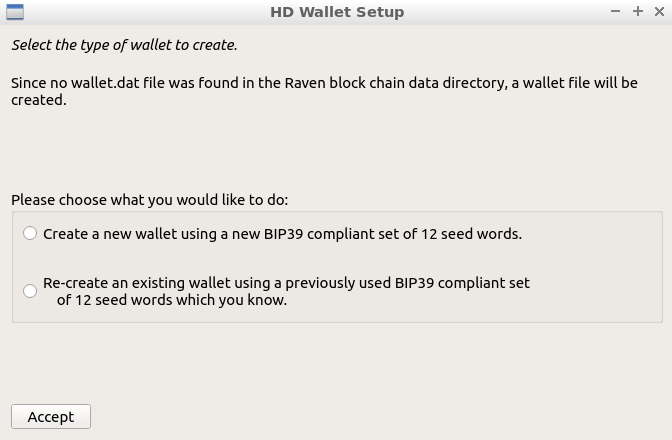 HD Wallet Setup
Select the type of wallet to create.
Since no wallet.dat file was found in the Raven block chain data directory, a wallet file will be
created.
Please choose what you would like to do:
Create a new wallet using a new BIP39 compliant set of 12 seed words.
Re-create an existing wallet using a previously used BIP39 compliant set
of 12 seed words which you know.
Accept